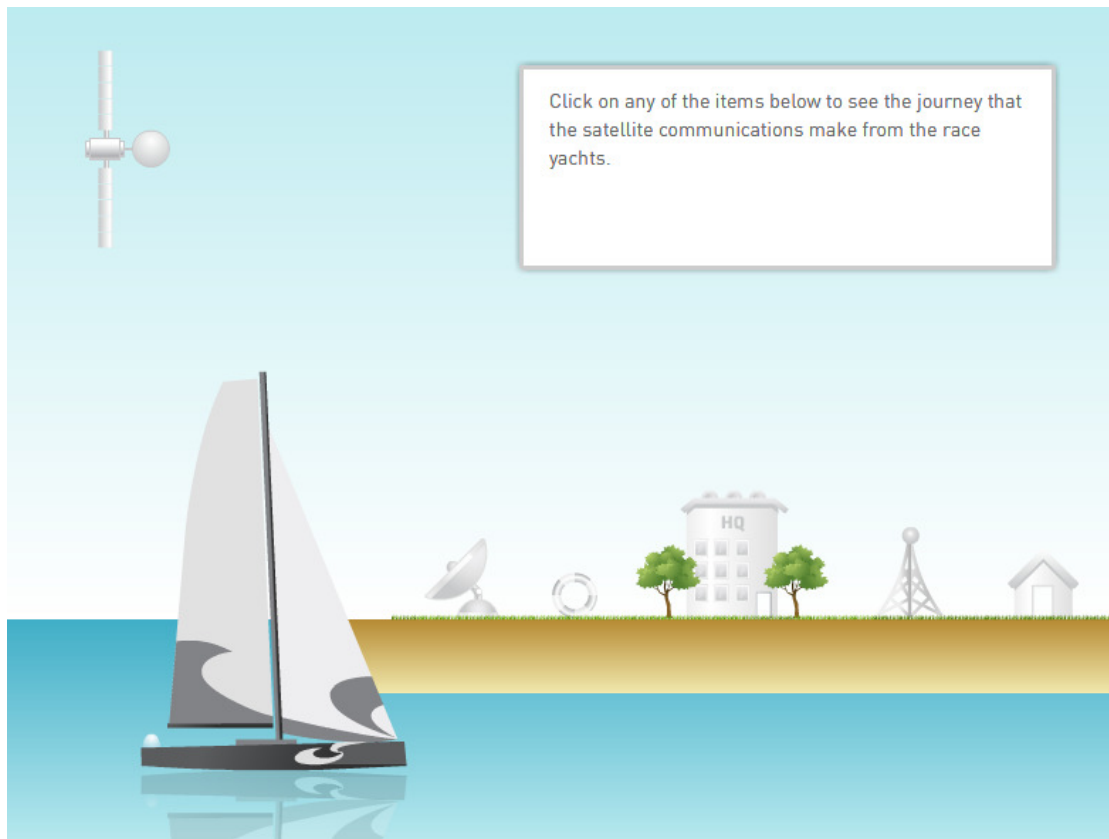 Click on any of the items below to see the journey that
the satellite communications make from the race
yachts.
HQ